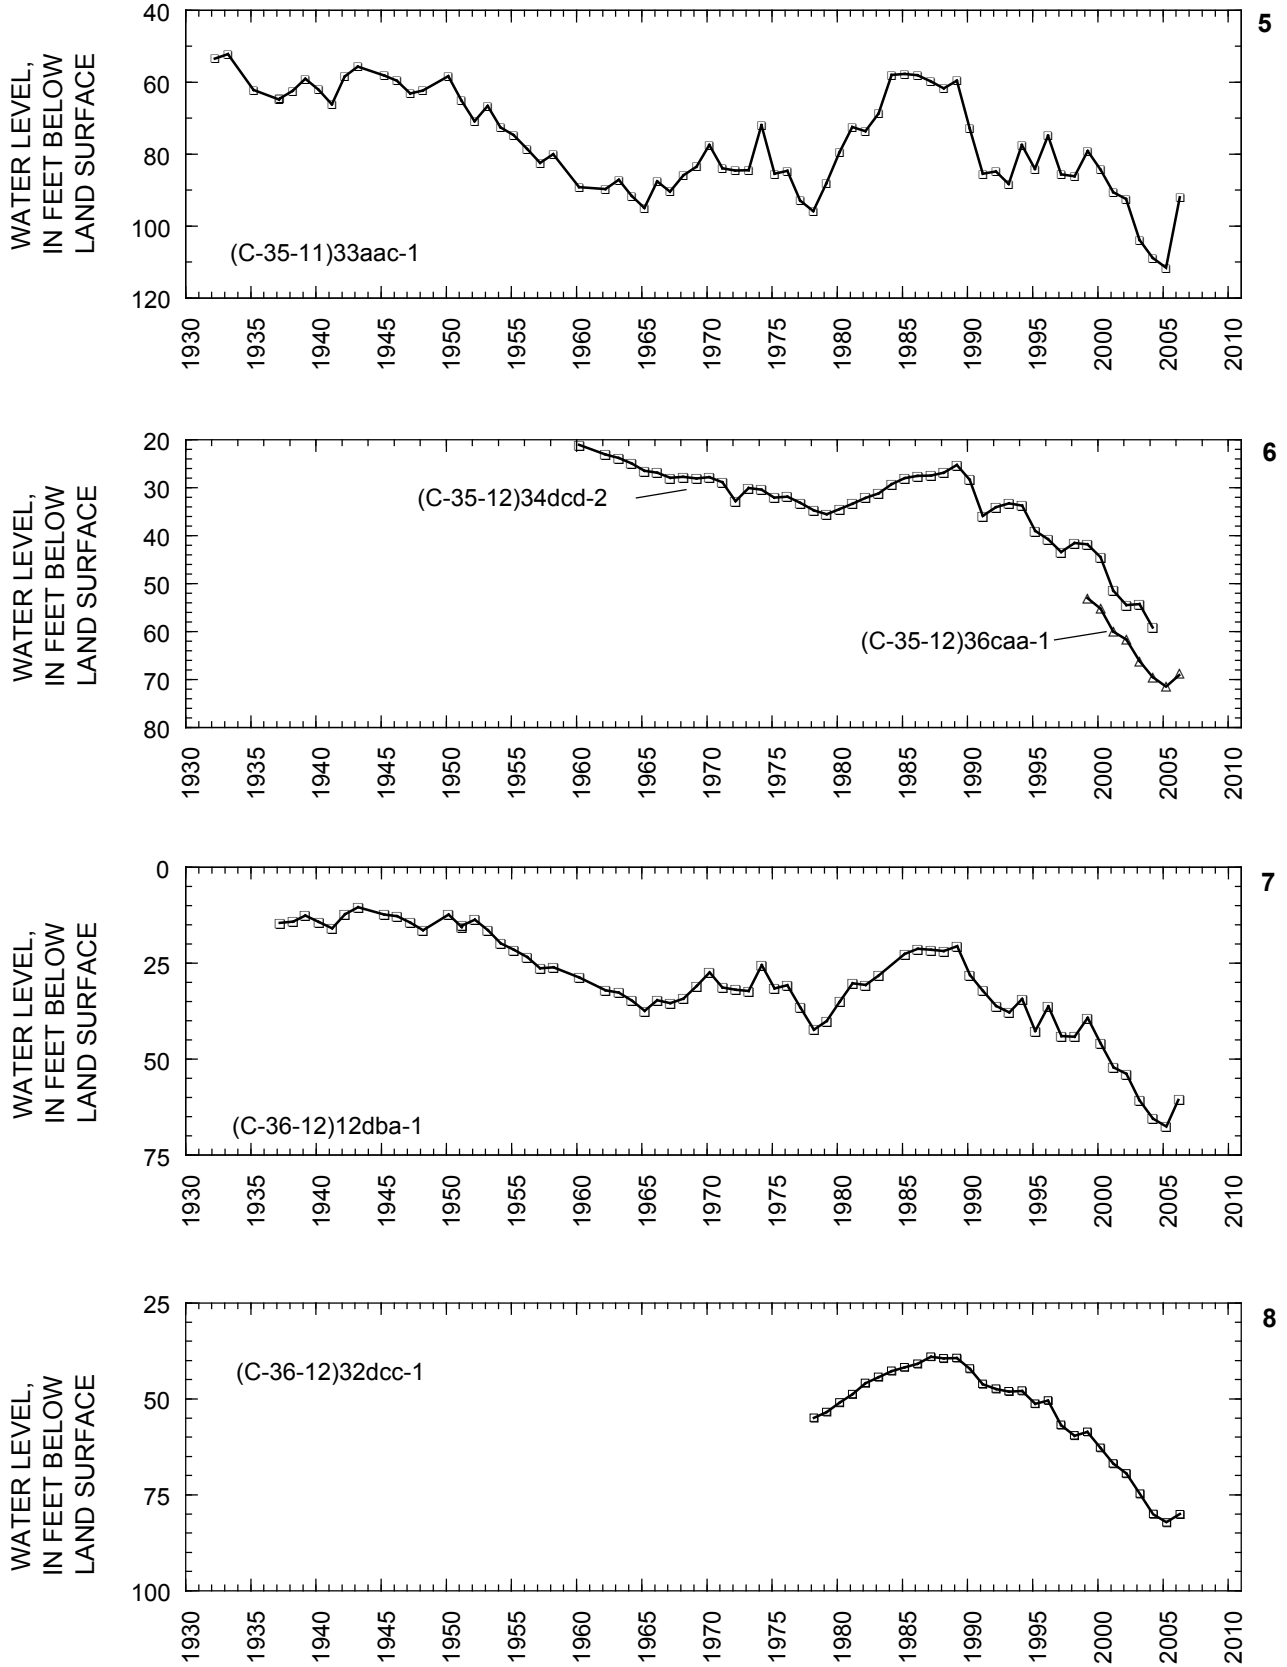 WATER LEVEL,
IN FEET BELOW
LAND SURFACE
40
60
80
100
120
(C-35-11)33aac-1
5
1930 1935 1940 1945 1950 1955 1960 1965 1970 1975 1980 1985 1990 1995 2000 2005 2010
WATER LEVEL,
IN FEET BELOW
LAND SURFACE
20
30
40
50
60
70
80
(C-35-12)34dcd-2
(C-35-12)36caa-1
6
1930 1935 1940 1945 1950 1955 1960 1965 1970 1975 1980 1985 1990 1995 2000 2005 2010
WATER LEVEL,
IN FEET BELOW
LAND SURFACE
0
25
50
75
(C-36-12)12dba-1
7
1930 1935 1940 1945 1950 1955 1960 1965 1970 1975 1980 1985 1990 1995 2000 2005 2010
WATER LEVEL,
IN FEET BELOW
LAND SURFACE
25
50
75
100
(C-36-12)32dcc-1
8
1930 1935 1940 1945 1950 1955 1960 1965 1970 1975 1980 1985 1990 1995 2000 2005 2010